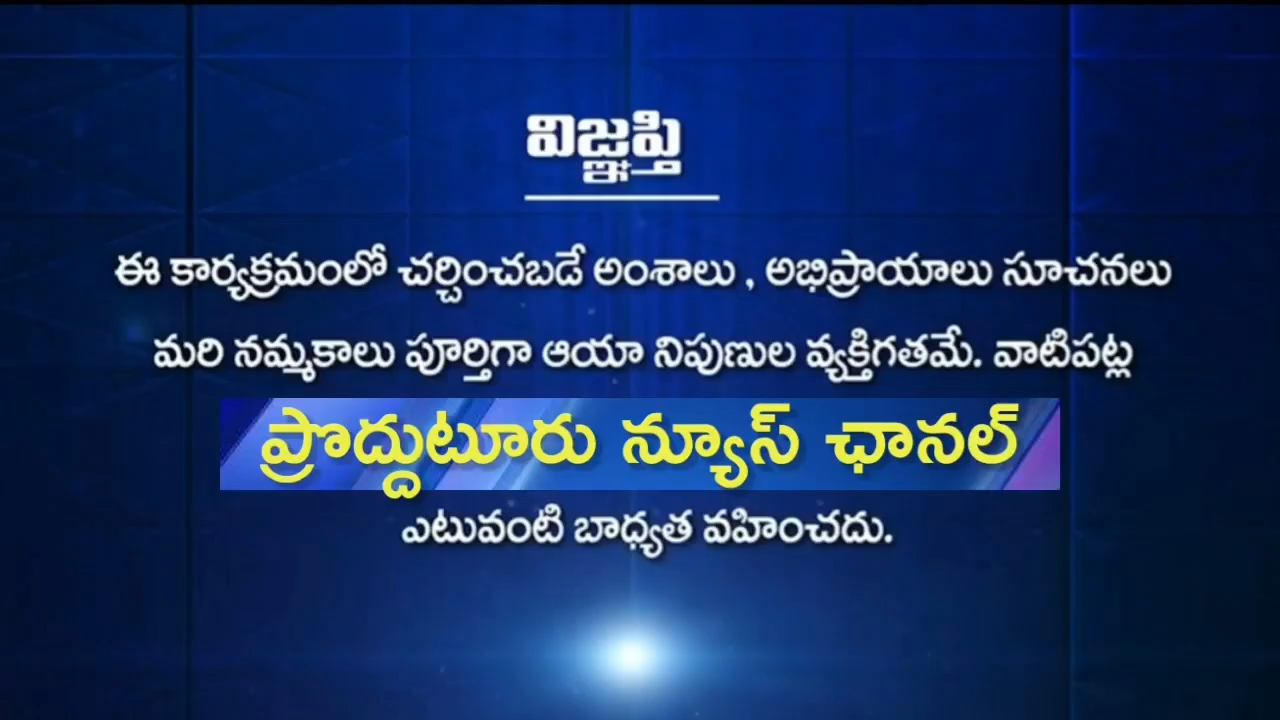 విజ్ఞప్తి
ఈ కార్యక్రమంలో చర్చించబడే అంశాలు , అభిప్రాయాలు సూచనలు
మరి నమ్మకాలు పూర్తిగా ఆయా నిపుణుల వ్యక్తిగతమే. వాటిపట్ల
ప్రొద్దుటూరు న్యూస్ ఛానల్
ఎటువంటి బాధ్యత వహించదు.